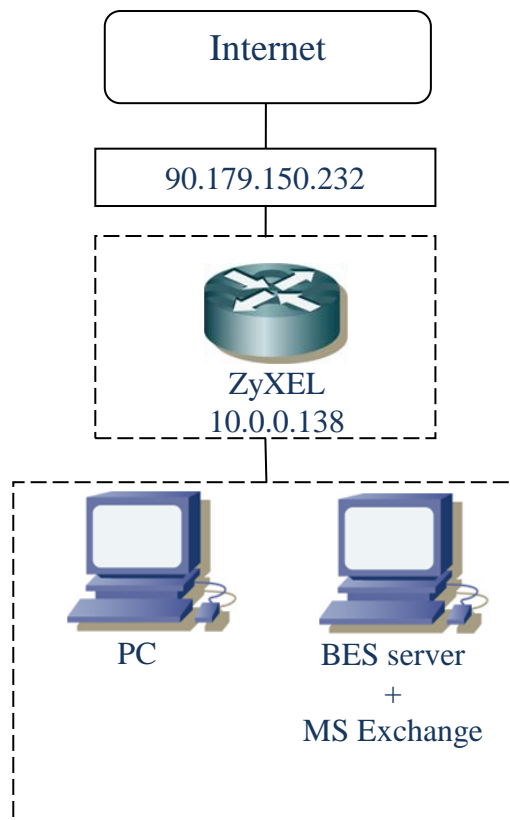 Internet
90.179.150.232
ZyXEL
10.0.0.138
PC
BES server
+
MS Exchange